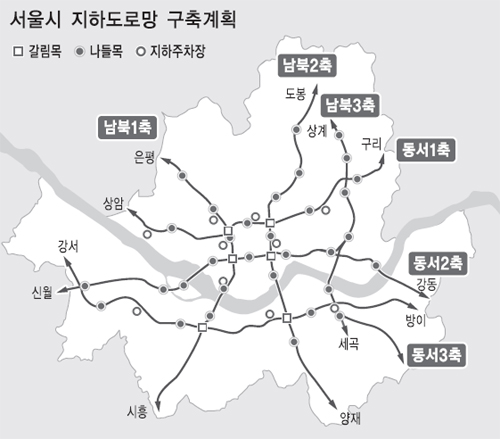 서울시 지하도로망 구축계획
갈림목 나들목 지하주차장
남북2축
도봉
남북3축
남북1축
상계
구리
동서1축
은평
상암
강서
동서2축
신월
강동
방이
세곡
동서3축
시흥
양재